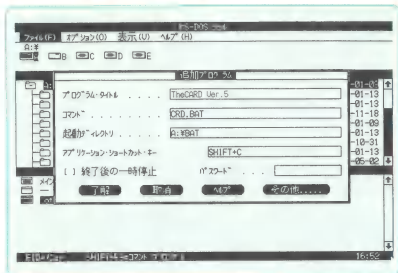 MS-DOS
ファイル(F) オプション(O) 表示(U) ヘルプ(H)
A:¥
B C D E
追加プログラム
プログラム・タイトル . . . . TheCARD Ver.5
コマンド . . . . . . . . CRD.BAT
起動ディレクトリ . . . . . . A:¥BAT
アプリケーション・ショートカット・キー SHIFT+C
[ ] 終了後の一時停止 パスワード . . .
了解 取消 ヘルプ その他.....
-01-13
-01-13
-11-18
-01-09
-01-13
-10-31
-01-13
-05-02
メイン
16:52